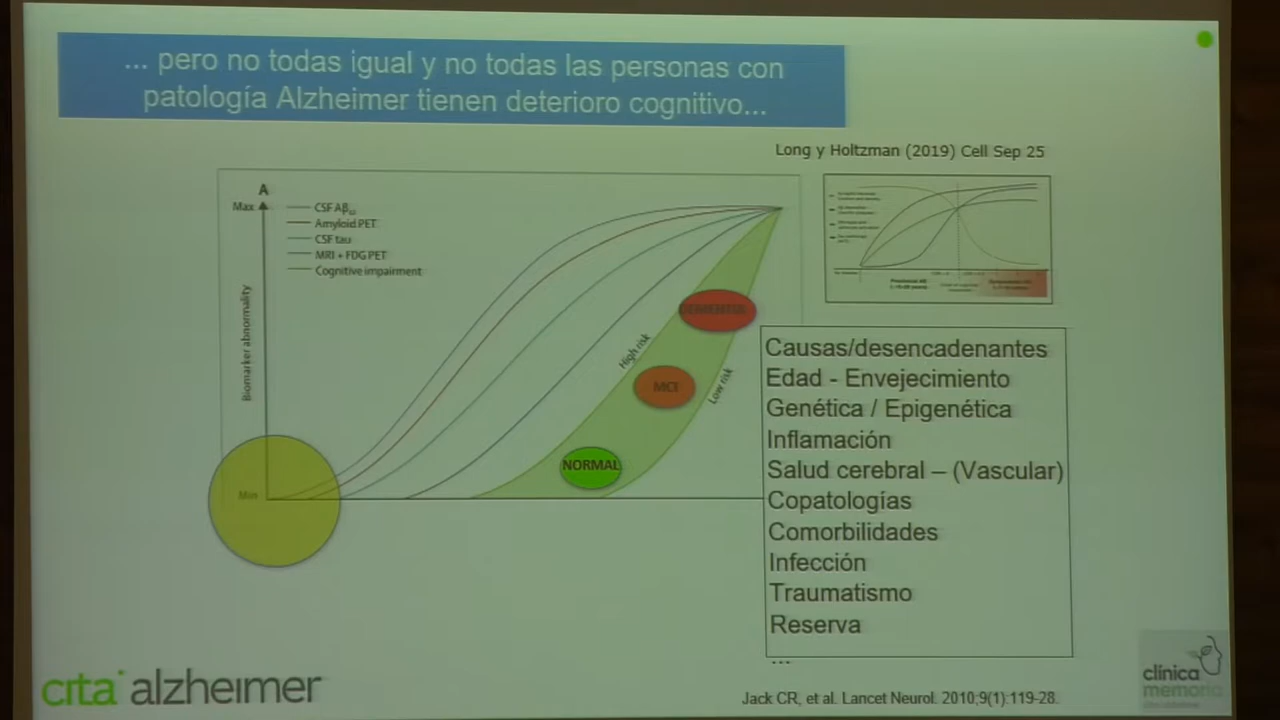 ... pero no todas igual y no todas las personas con
patología Alzheimer tienen deterioro cognitivo...
Long y Holtzman (2019) Cell Sep 25
A
Max
CSF Aβ42
Amyloid PET
CSF tau
MRI + FDG PET
Cognitive impairment
Biomarker abnormality
Min
High risk
Low risk
DEMENTIA
MCI
NORMAL
Causas/desencadenantes
Edad - Envejecimiento
Genética / Epigenética
Inflamación
Salud cerebral – (Vascular)
Copatologías
Comorbilidades
Infección
Traumatismo
Reserva
...
cita alzheimer
Jack CR, et al. Lancet Neurol. 2010;9(1):119-28.
clínica
memoria